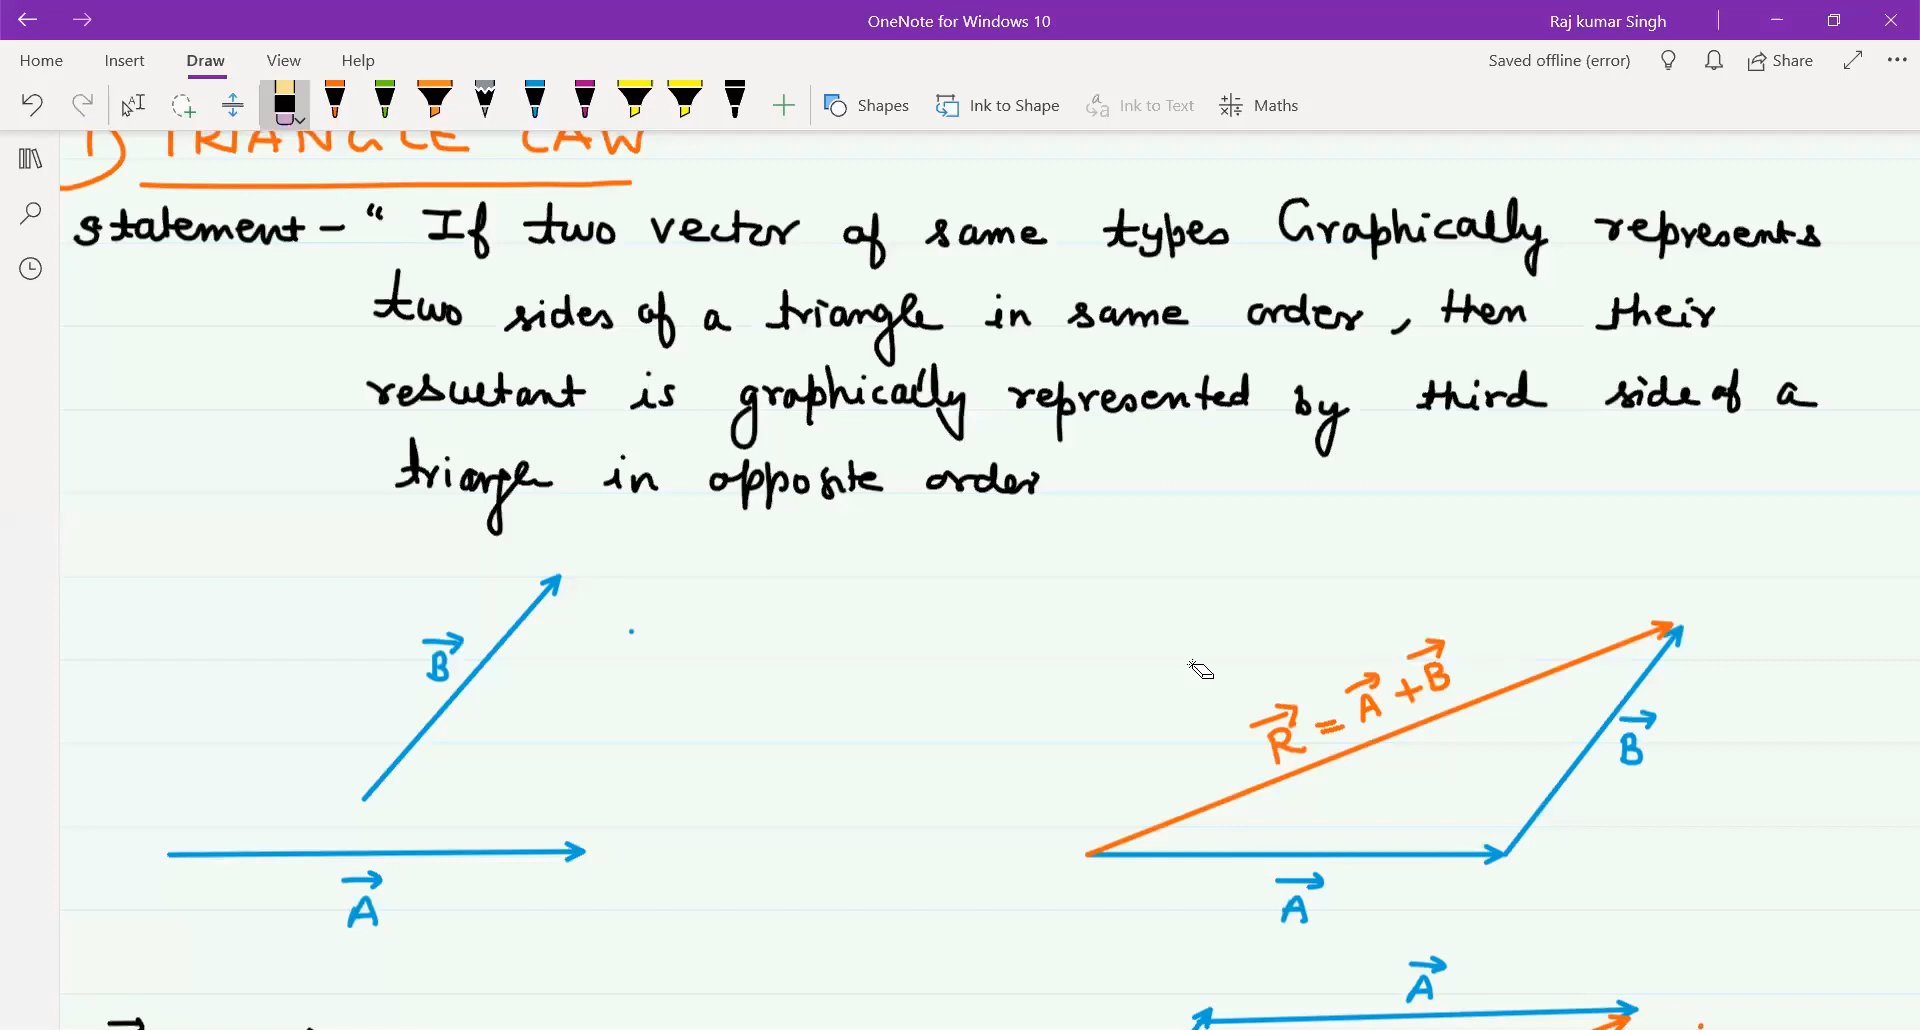 OneNote for Windows 10
Raj kumar Singh
Home Insert Draw View Help
Saved offline (error) Share
Shapes Ink to Shape Ink to Text Maths
1) TRIANGLE LAW
statement - " If two vector of same types Graphically represents
two sides of a triangle in same order, then their
resultant is graphically represented by third side of a
triangle in opposite order
B⃗
A⃗
R⃗ = A⃗ + B⃗
B⃗
A⃗
A⃗